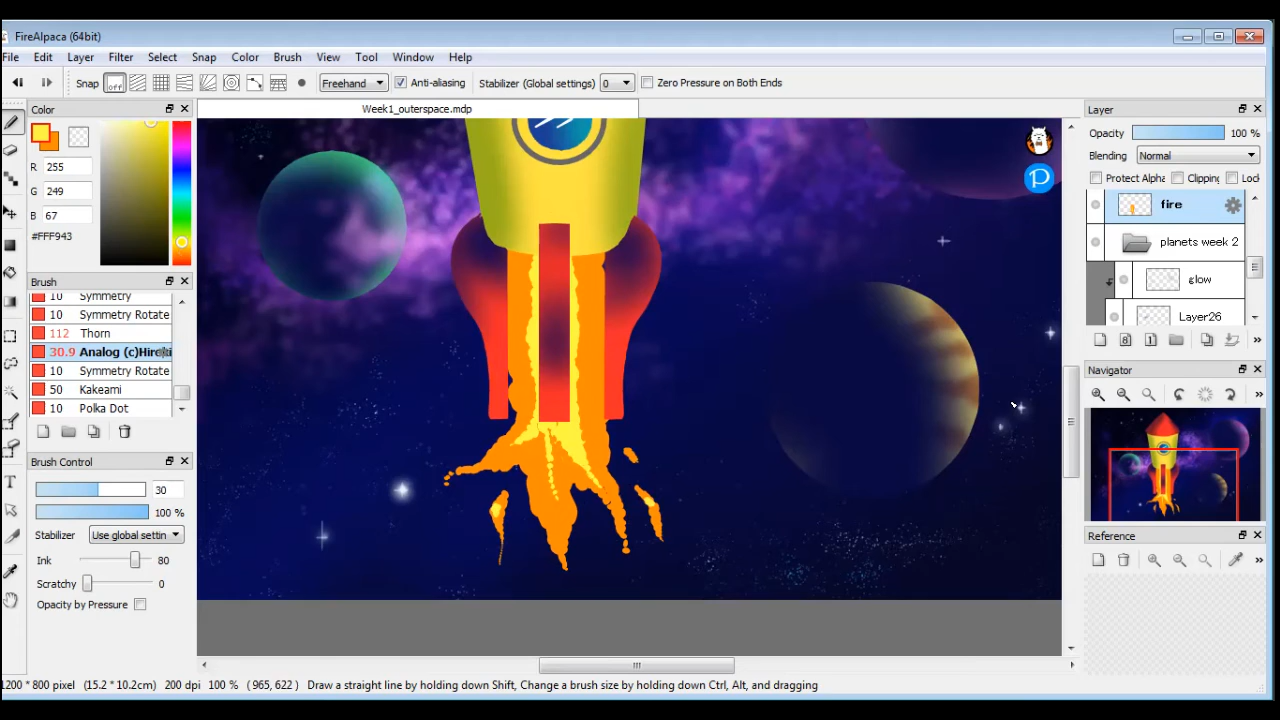 FireAlpaca (64bit)
File Edit Layer Filter Select Snap Color Brush View Tool Window Help
Snap off Freehand Anti-aliasing Stabilizer (Global settings) 0 Zero Pressure on Both Ends
Color
Week1_outerspace.mdp
Layer
R 255
G 249
B 67
#FFF943
Opacity 100 %
Blending Normal
Protect Alpha Clipping Lock
fire
planets week 2
glow
Layer26
Brush
10 Symmetry
10 Symmetry Rotate
112 Thorn
30.9 Analog (c)Hiro
10 Symmetry Rotate
50 Kakeami
10 Polka Dot
Brush Control
30
100 %
Stabilizer Use global settin
Ink 80
Scratchy 0
Opacity by Pressure
Navigator
Reference
T
P
1200 * 800 pixel (15.2 * 10.2cm) 200 dpi 100 % ( 965, 622 ) Draw a straight line by holding down Shift, Change a brush size by holding down Ctrl, Alt, and dragging